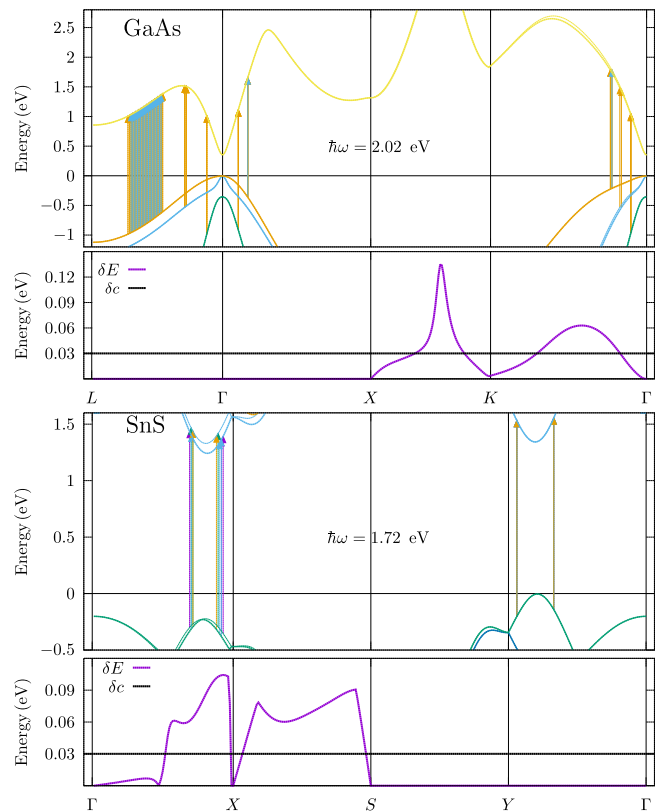 GaAs
2.5
2
1.5
1
0.5
0
−0.5
−1
Energy (eV)
ℏω = 2.02 eV
0.12
0.09
0.06
0.03
Energy (eV)
δE
δc
L Γ X K Γ
SnS
1.5
1
0.5
0
−0.5
Energy (eV)
ℏω = 1.72 eV
0.09
0.06
0.03
Energy (eV)
δE
δc
Γ X S Y Γ